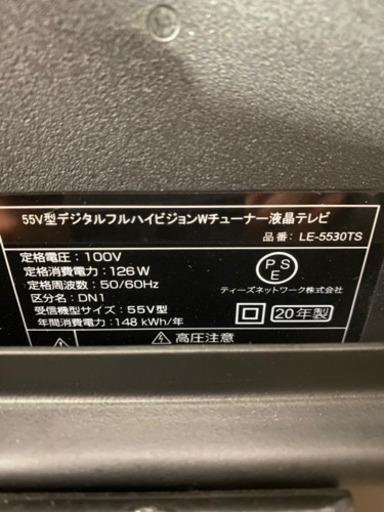 55V型デジタルフルハイビジョンWチューナー液晶テレビ
品番: LE-5530TS
定格電圧: 100V
定格消費電力: 126W
定格周波数: 50/60Hz
区分名: DN1
受信機型サイズ: 55V型
年間消費電力: 148 kWh/年
PSE
ティーズネットワーク株式会社
20年製
高圧注意